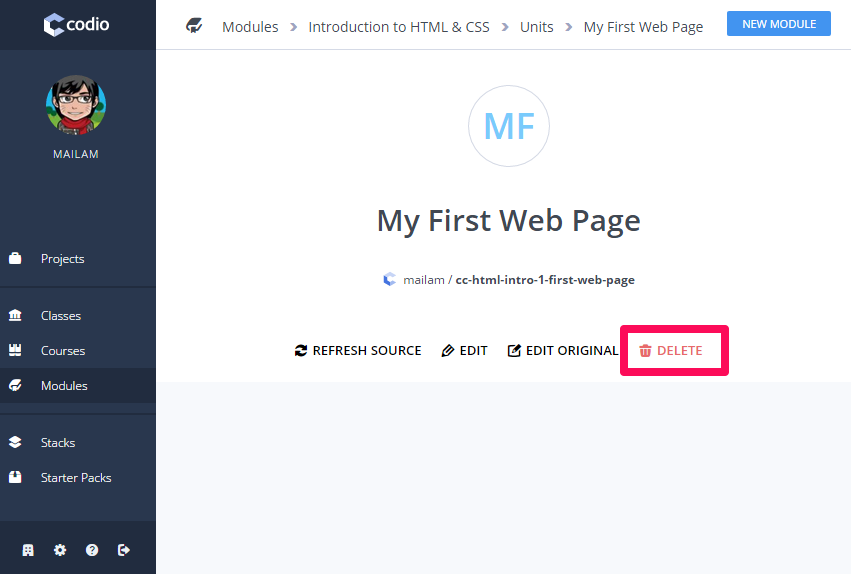 codio
Modules > Introduction to HTML & CSS > Units > My First Web Page
NEW MODULE
MAILAM
Projects
Classes
Courses
Modules
Stacks
Starter Packs
MF
My First Web Page
mailam / cc-html-intro-1-first-web-page
REFRESH SOURCE EDIT EDIT ORIGINAL DELETE